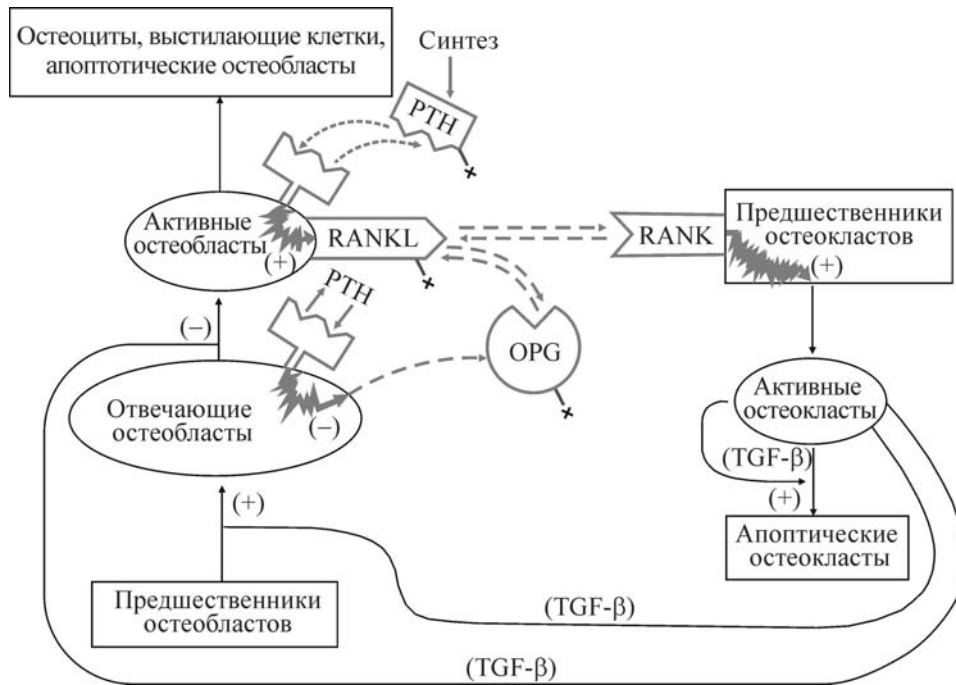 Остеоциты, выстилающие клетки,
апоптотические остеобласты
Синтез
PTH
Активные
остеобласты
(+)
RANKL
RANK
Предшественники
остеокластов
(+)
PTH
(−)
OPG
Отвечающие
остеобласты
(−)
Активные
остеокласты
(TGF-β)
(+)
(+)
Апоптические
остеокласты
Предшественники
остеобластов
(TGF-β)
(TGF-β)